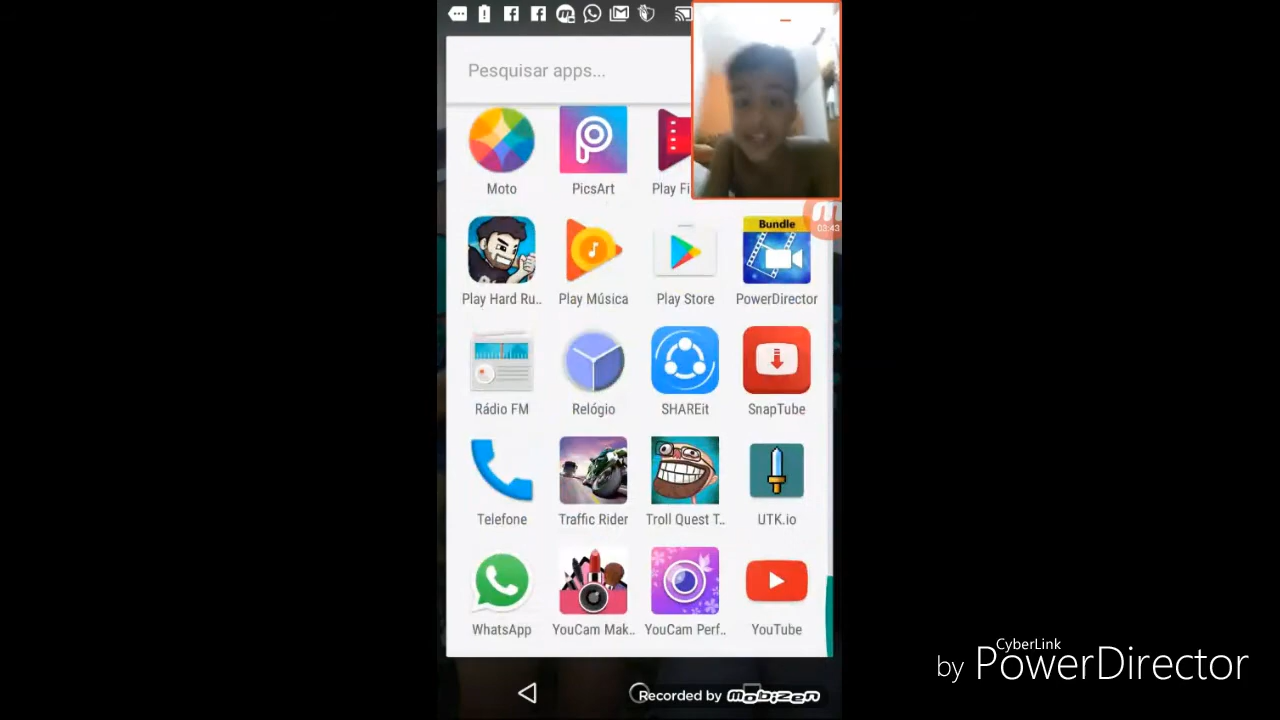 Pesquisar apps...
Moto
PicsArt
Play Fi
Bundle
03:43
Play Hard Ru..
Play Música
Play Store
PowerDirector
Rádio FM
Relógio
SHAREit
SnapTube
Telefone
Traffic Rider
Troll Quest T..
UTK.io
WhatsApp
YouCam Mak..
YouCam Perf..
YouTube
CyberLink
by PowerDirector
Recorded by mobizen